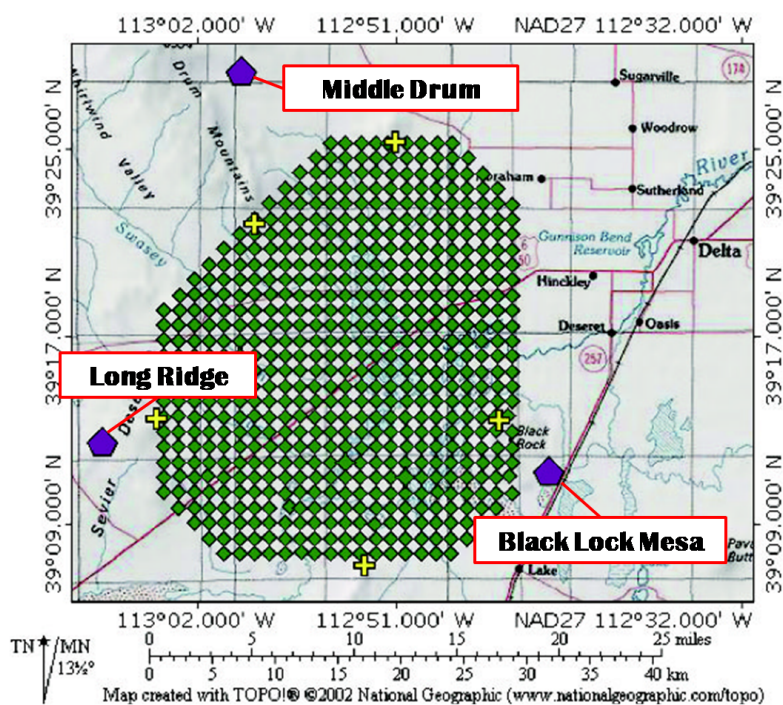 113°02.000' W 112°51.000' W NAD27 112°32.000' W
Middle Drum
Drum
Mountains
Whirlwind
Valley
Swasey
Sugarville
174
Woodrow
River
Sutherland
39°25.000' N
39°25.000' N
6
50
Gunnison Bend
Reservoir
Delta
Hinckley
Deseret
Oasis
257
39°17.000' N
39°17.000' N
Long Ridge
Black
Rock
Sevier
Black Lock Mesa
39°09.000' N
39°09.000' N
Lake
113°02.000' W 112°51.000' W NAD27 112°32.000' W
TN MN
13½°
0 5 10 15 20 25 miles
0 5 10 15 20 25 30 35 40 km
Map created with TOPO!® ©2002 National Geographic (www.nationalgeographic.com/topo)